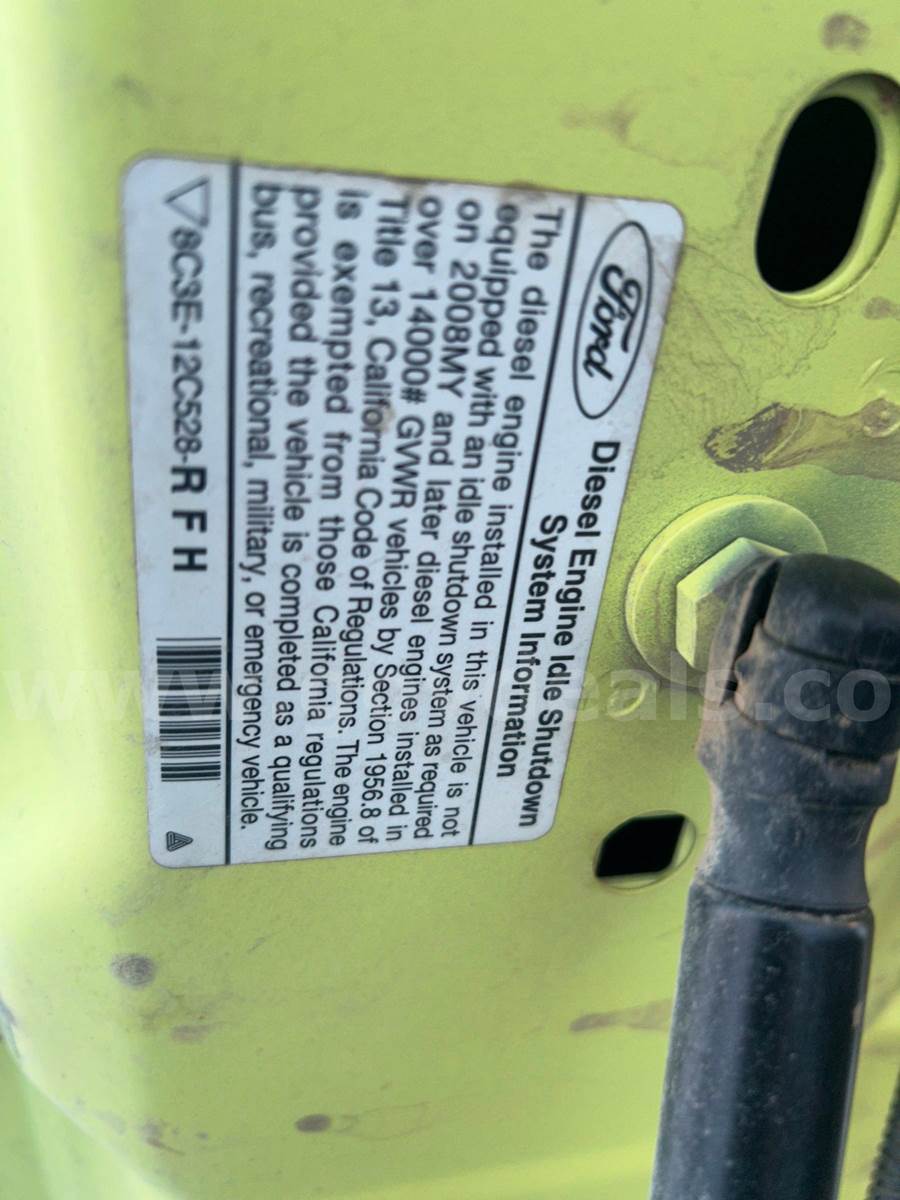 Ford
Diesel Engine Idle Shutdown
System Information
The diesel engine installed in this vehicle is not
equipped with an idle shutdown system as required
on 2008MY and later diesel engines installed in
over 14000# GVWR vehicles by Section 1956.8 of
Title 13, California Code of Regulations. The engine
is exempted from those California regulations
provided the vehicle is completed as a qualifying
bus, recreational, military, or emergency vehicle.
8C3E-12C528-R F H